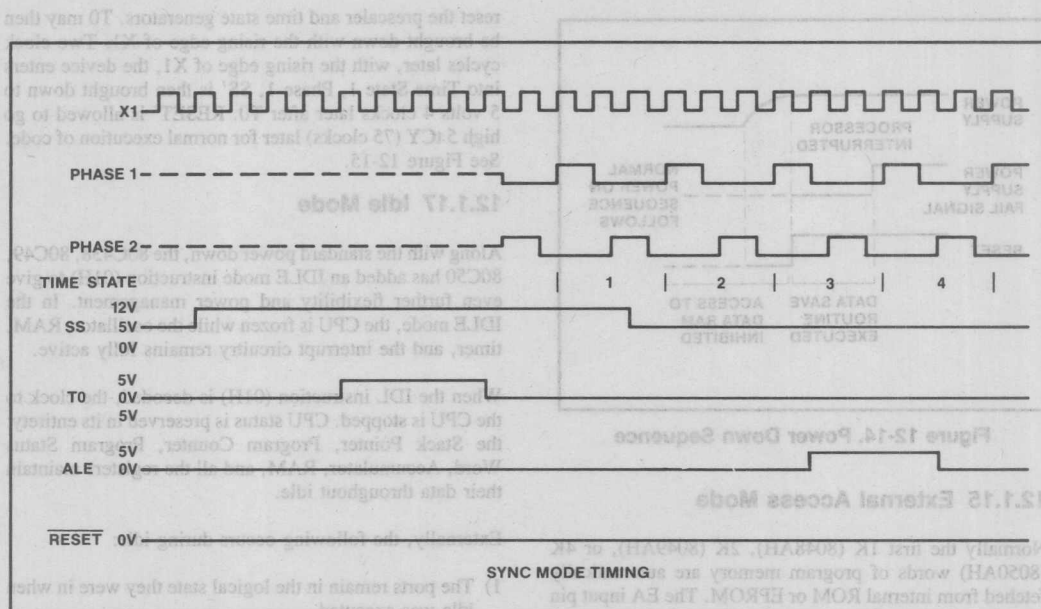 X1
PHASE 1
PHASE 2
TIME STATE 1 2 3 4
12V
SS 5V
0V
5V
T0 0V
5V
5V
ALE 0V
RESET 0V
SYNC MODE TIMING
reset the prescaler and time state generators. T0 may then
be brought down with the rising edge of X1. Two clock
cycles later, with the rising edge of X1, the device enters
into Time State 1, Phase 1. SS' is then brought down to
5 volts 4 clocks later after T0. RESET' is allowed to go
high 5 tCY (75 clocks) later for normal execution of code.
See Figure 12-15.
12.1.17 Idle Mode
Along with the standard power down, the 80C49,
80C50 has added an IDLE mode instruction (01H) to give
even further flexibility and power management. In the
IDLE mode, the CPU is frozen while the oscillator, RAM,
timer, and the interrupt circuitry remains fully active.
When the IDL instruction (01H) is decoded, the clock to
the CPU is stopped. CPU status is preserved in its entirety:
the Stack Pointer, Program Counter, Program Status
Word, Accumulator, RAM, and all the registers maintain
their data throughout idle.
Externally, the following occurs during idle:
1) The ports remain in the logical state they were in when
idle was executed.
POWER
SUPPLY
PROCESSOR
INTERRUPTED
POWER
SUPPLY
FAIL SIGNAL
NORMAL
POWER ON
SEQUENCE
FOLLOWS
RESET
DATA SAVE
ROUTINE
EXECUTED
ACCESS TO
DATA RAM
INHIBITED
Figure 12-14. Power Down Sequence
12.1.15 External Access Mode
Normally the first 1K (8048AH), 2K (8049AH), or 4K
(8050AH) words of program memory are automatically
fetched from internal ROM or EPROM. The EA input pin